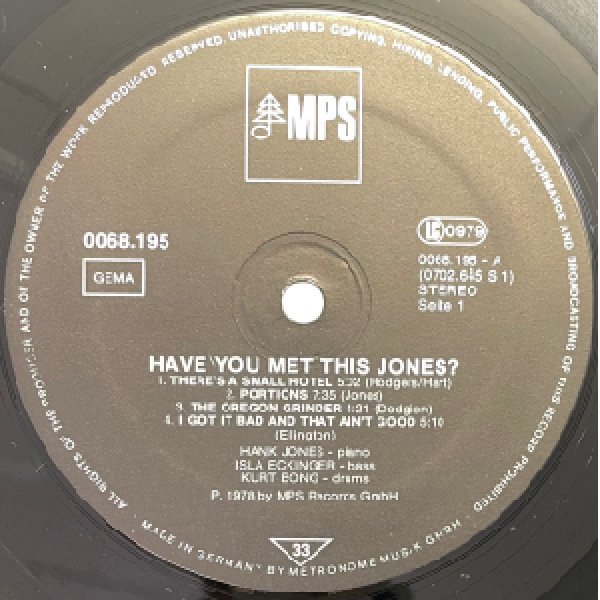 ALL RIGHTS OF THE PRODUCER AND OF THE OWNER OF THE WORK REPRODUCED RESERVED. UNAUTHORISED COPYING, HIRING, LENDING, PUBLIC PERFORMANCE AND BROADCASTING OF THIS RECORD PROHIBITED
MPS
0068.195
GEMA
LC 0979
0068.195 - A
(0702.645 S 1)
STEREO
Seite 1
HAVE YOU MET THIS JONES?
1. THERE'S A SMALL HOTEL 5:32 (Rodgers/Hart)
2. PORTIONS 7:35 (Jones)
3. THE OREGON GRINDER (Dodgion)
4. I GOT IT BAD AND THAT AIN'T GOOD 5:10
(Ellington)
HANK JONES - piano
ISLA ECKINGER - bass
KURT BONG - drums
P. 1978 by MPS Records GmbH
33
MADE IN GERMANY BY METRONOME MUSIK GMBH